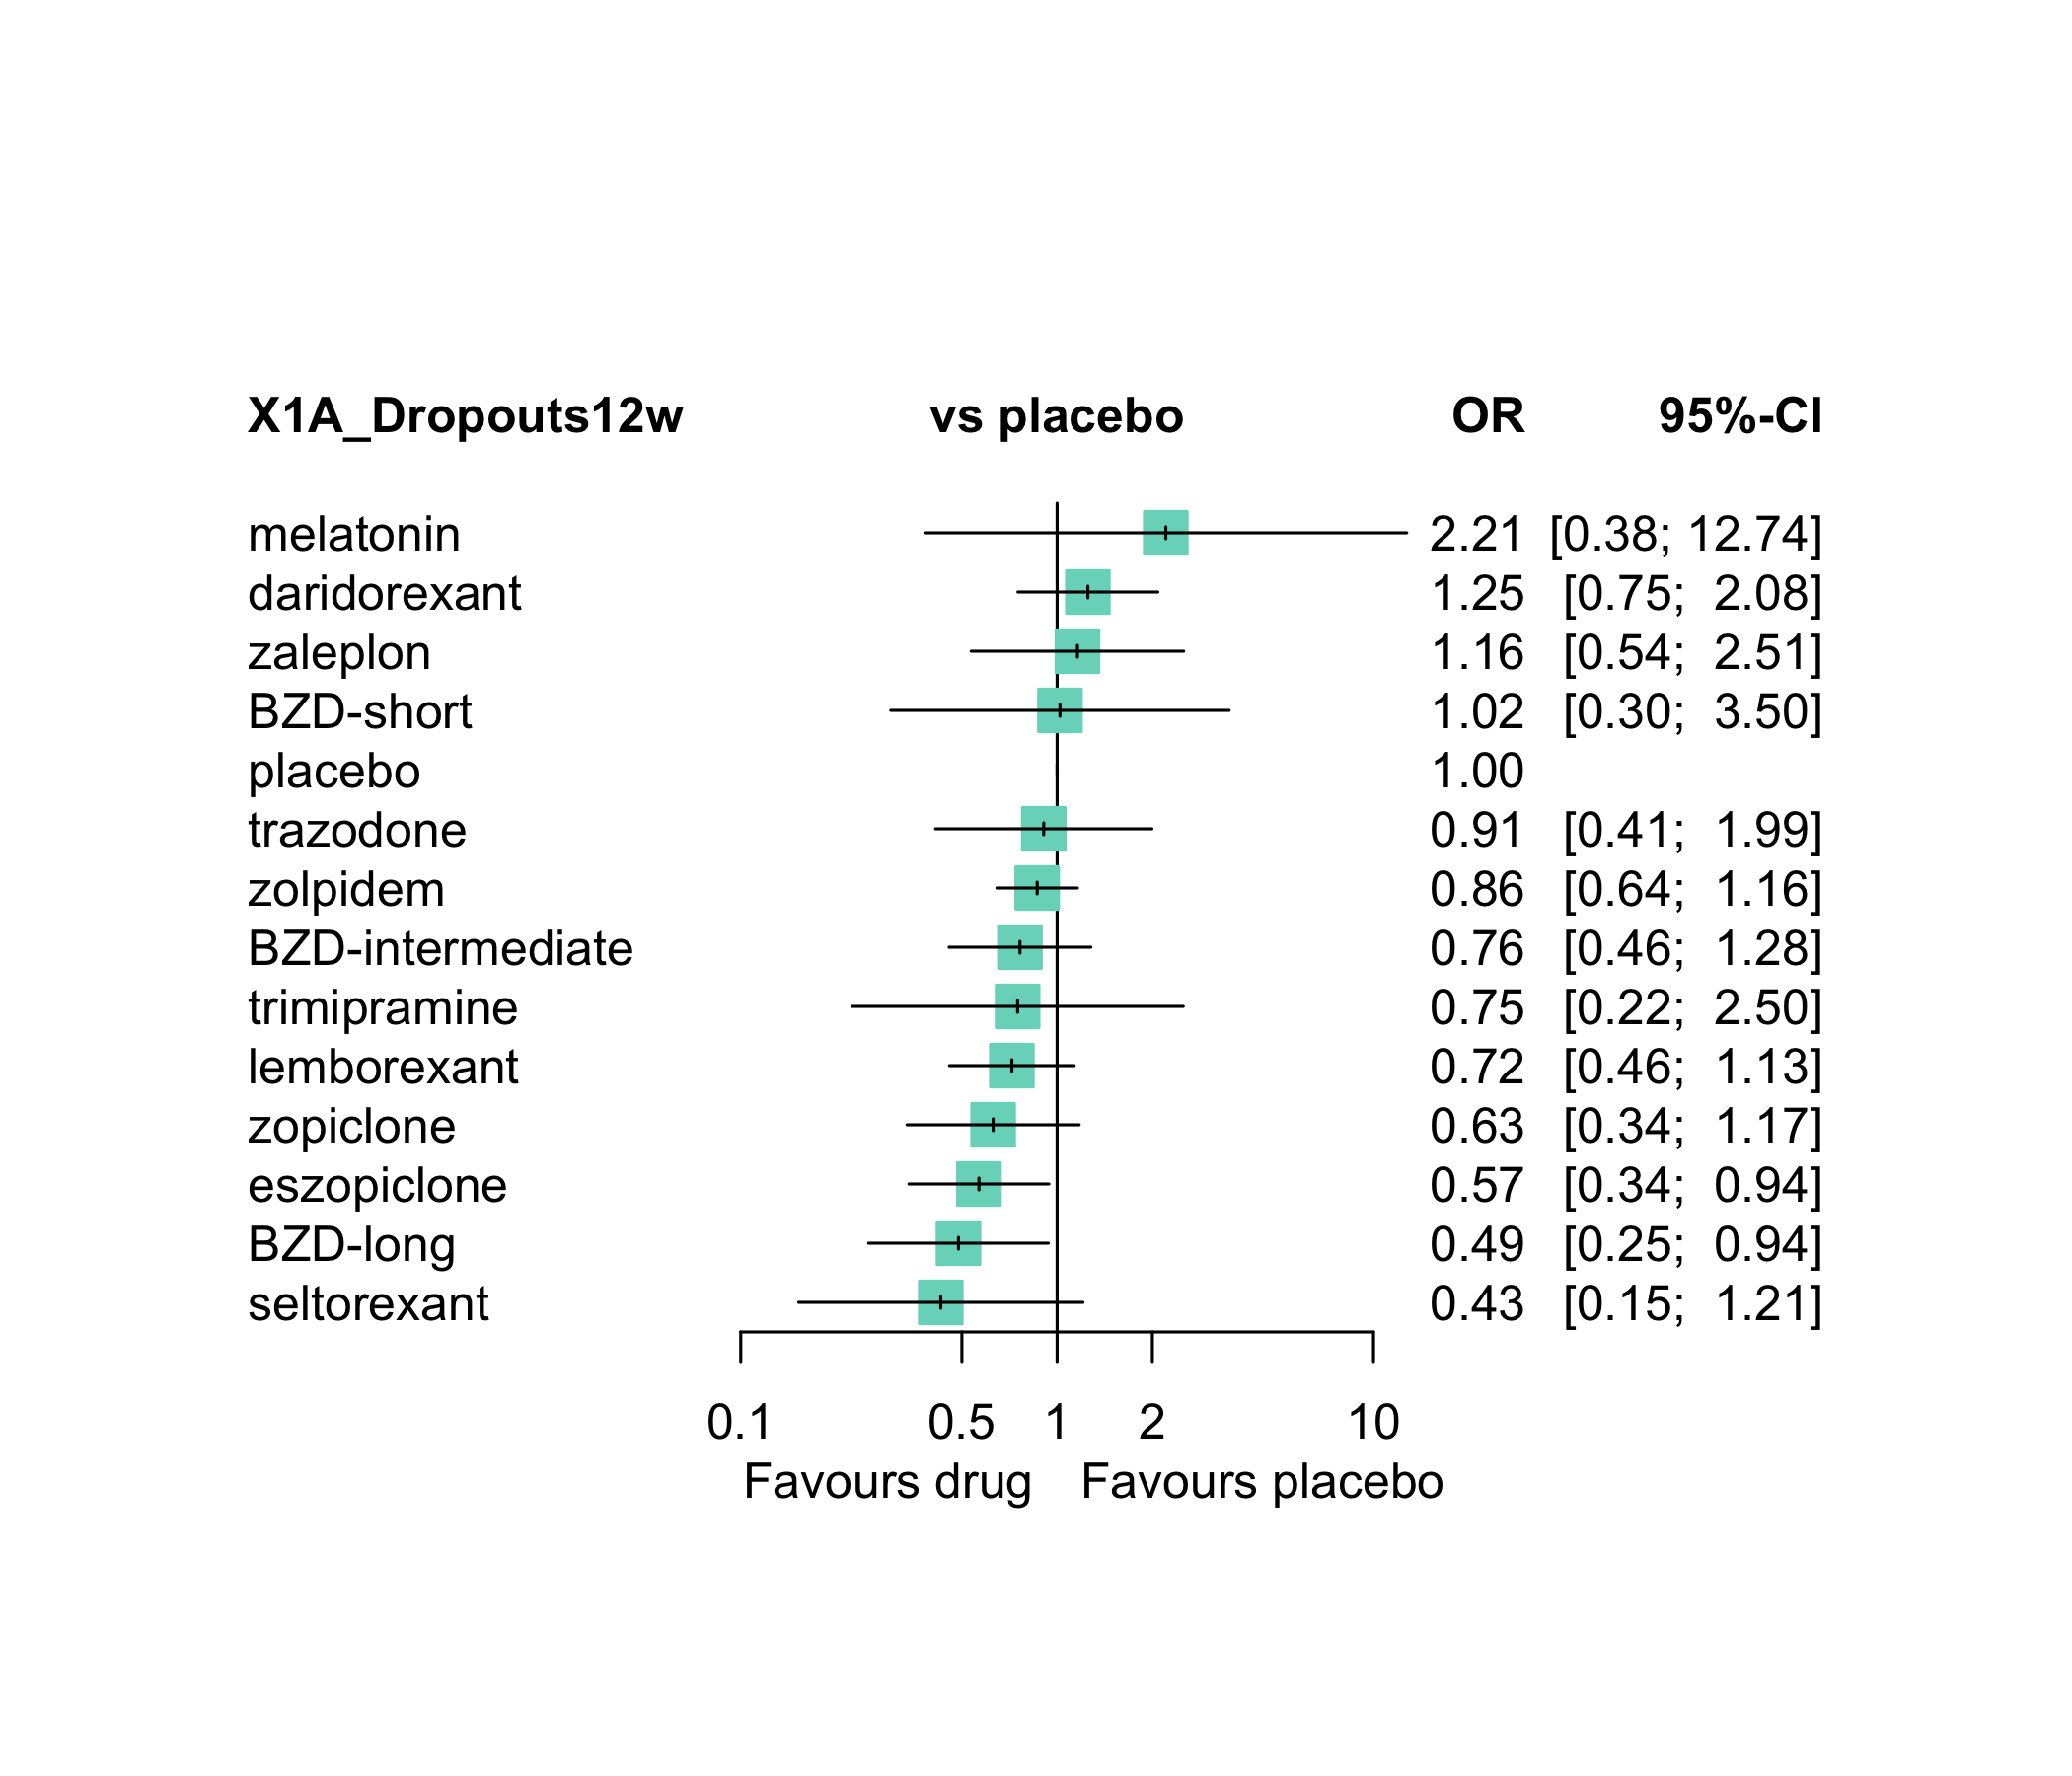 X1A_Dropouts12w vs placebo OR 95%-CI
melatonin 2.21 [0.38; 12.74]
daridorexant 1.25 [0.75; 2.08]
zaleplon 1.16 [0.54; 2.51]
BZD-short 1.02 [0.30; 3.50]
placebo 1.00
trazodone 0.91 [0.41; 1.99]
zolpidem 0.86 [0.64; 1.16]
BZD-intermediate 0.76 [0.46; 1.28]
trimipramine 0.75 [0.22; 2.50]
lemborexant 0.72 [0.46; 1.13]
zopiclone 0.63 [0.34; 1.17]
eszopiclone 0.57 [0.34; 0.94]
BZD-long 0.49 [0.25; 0.94]
seltorexant 0.43 [0.15; 1.21]
0.1 0.5 1 2 10
Favours drug Favours placebo